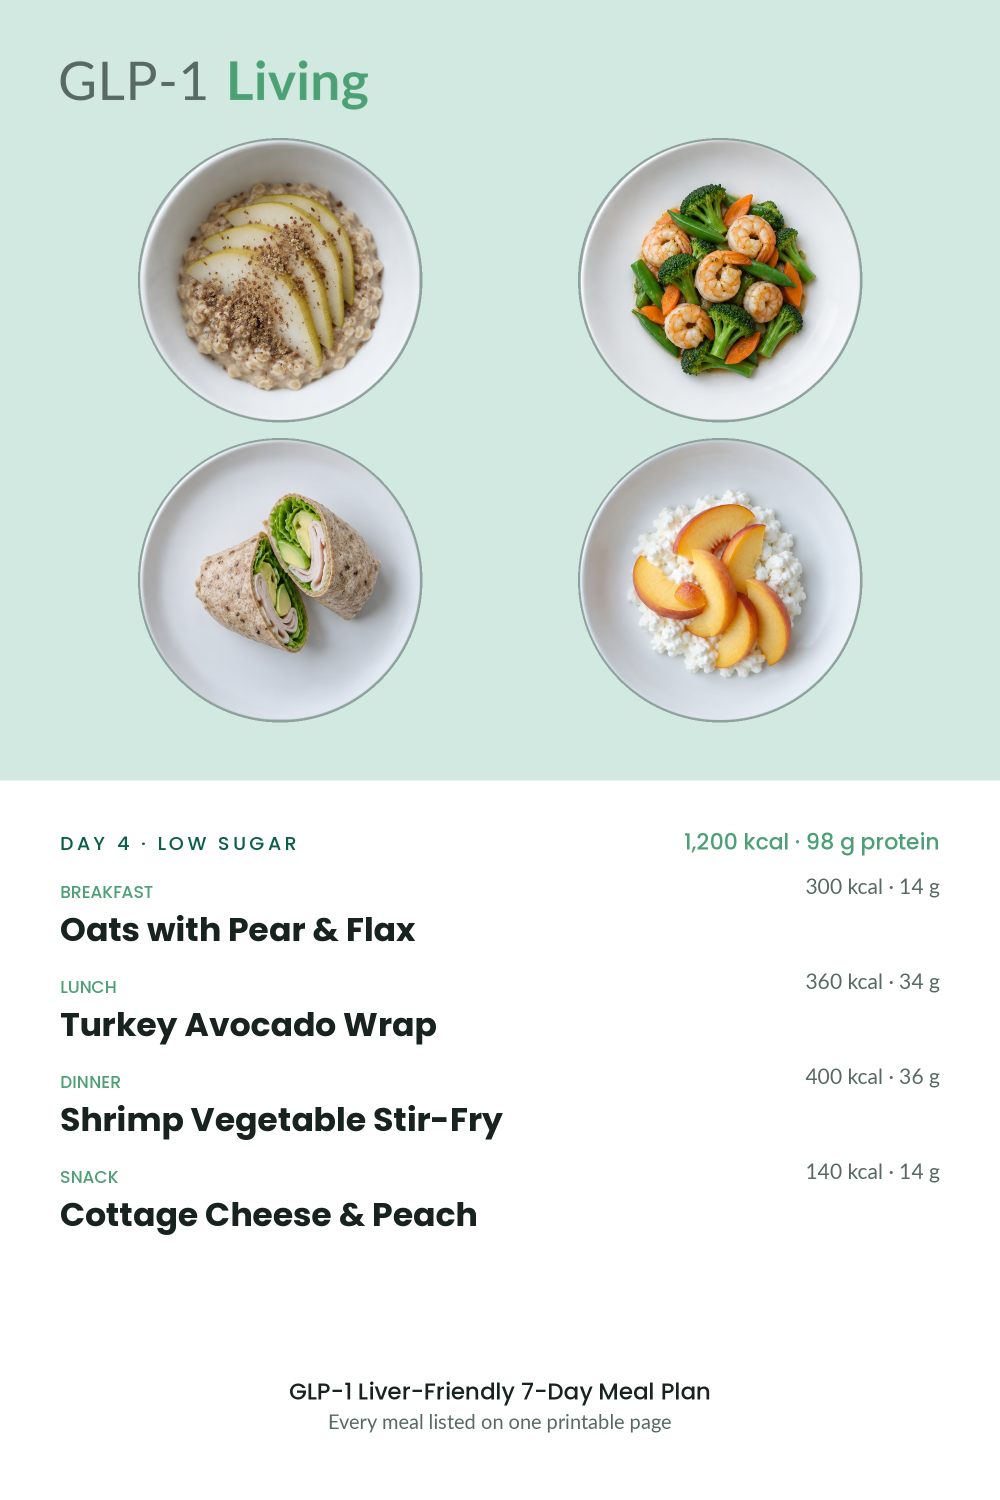 GLP-1 Living
DAY 4 · LOW SUGAR
1,200 kcal · 98 g protein
BREAKFAST
300 kcal · 14 g
Oats with Pear & Flax
LUNCH
360 kcal · 34 g
Turkey Avocado Wrap
DINNER
400 kcal · 36 g
Shrimp Vegetable Stir-Fry
SNACK
140 kcal · 14 g
Cottage Cheese & Peach
GLP-1 Liver-Friendly 7-Day Meal Plan
Every meal listed on one printable page